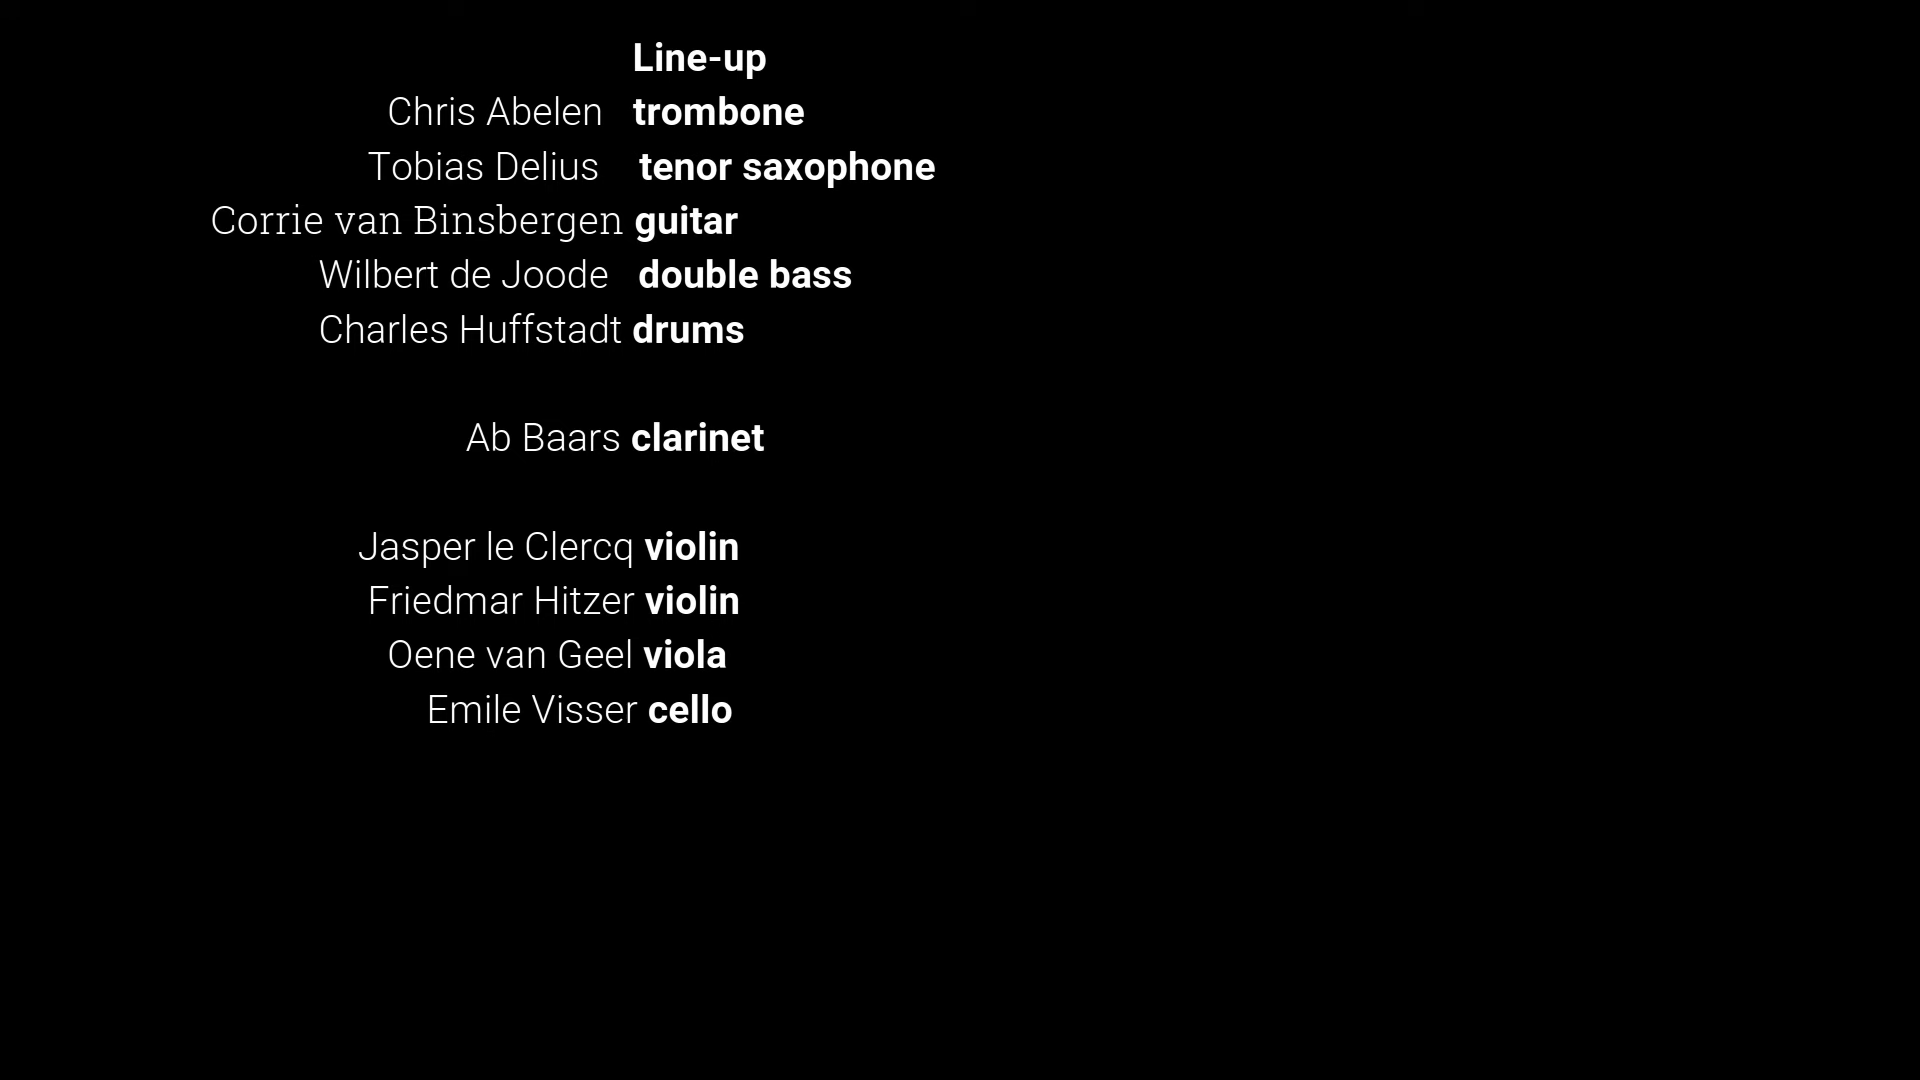 Line-up
Chris Abelen trombone
Tobias Delius tenor saxophone
Corrie van Binsbergen guitar
Wilbert de Joode double bass
Charles Huffstadt drums
Ab Baars clarinet
Jasper le Clercq violin
Friedmar Hitzer violin
Oene van Geel viola
Emile Visser cello